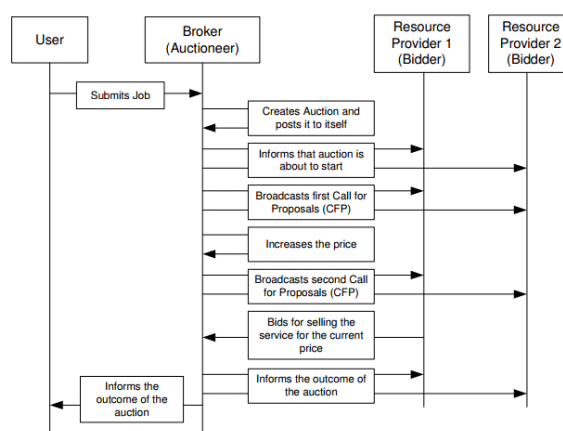 User
Broker
(Auctioneer)
Resource
Provider 1
(Bidder)
Resource
Provider 2
(Bidder)
Submits Job
Creates Auction and
posts it to itself
Informs that auction is
about to start
Broadcasts first Call for
Proposals (CFP)
Increases the price
Broadcasts second Call
for Proposals (CFP)
Bids for selling the
service for the current
price
Informs the outcome of
the auction
Informs the
outcome of the
auction